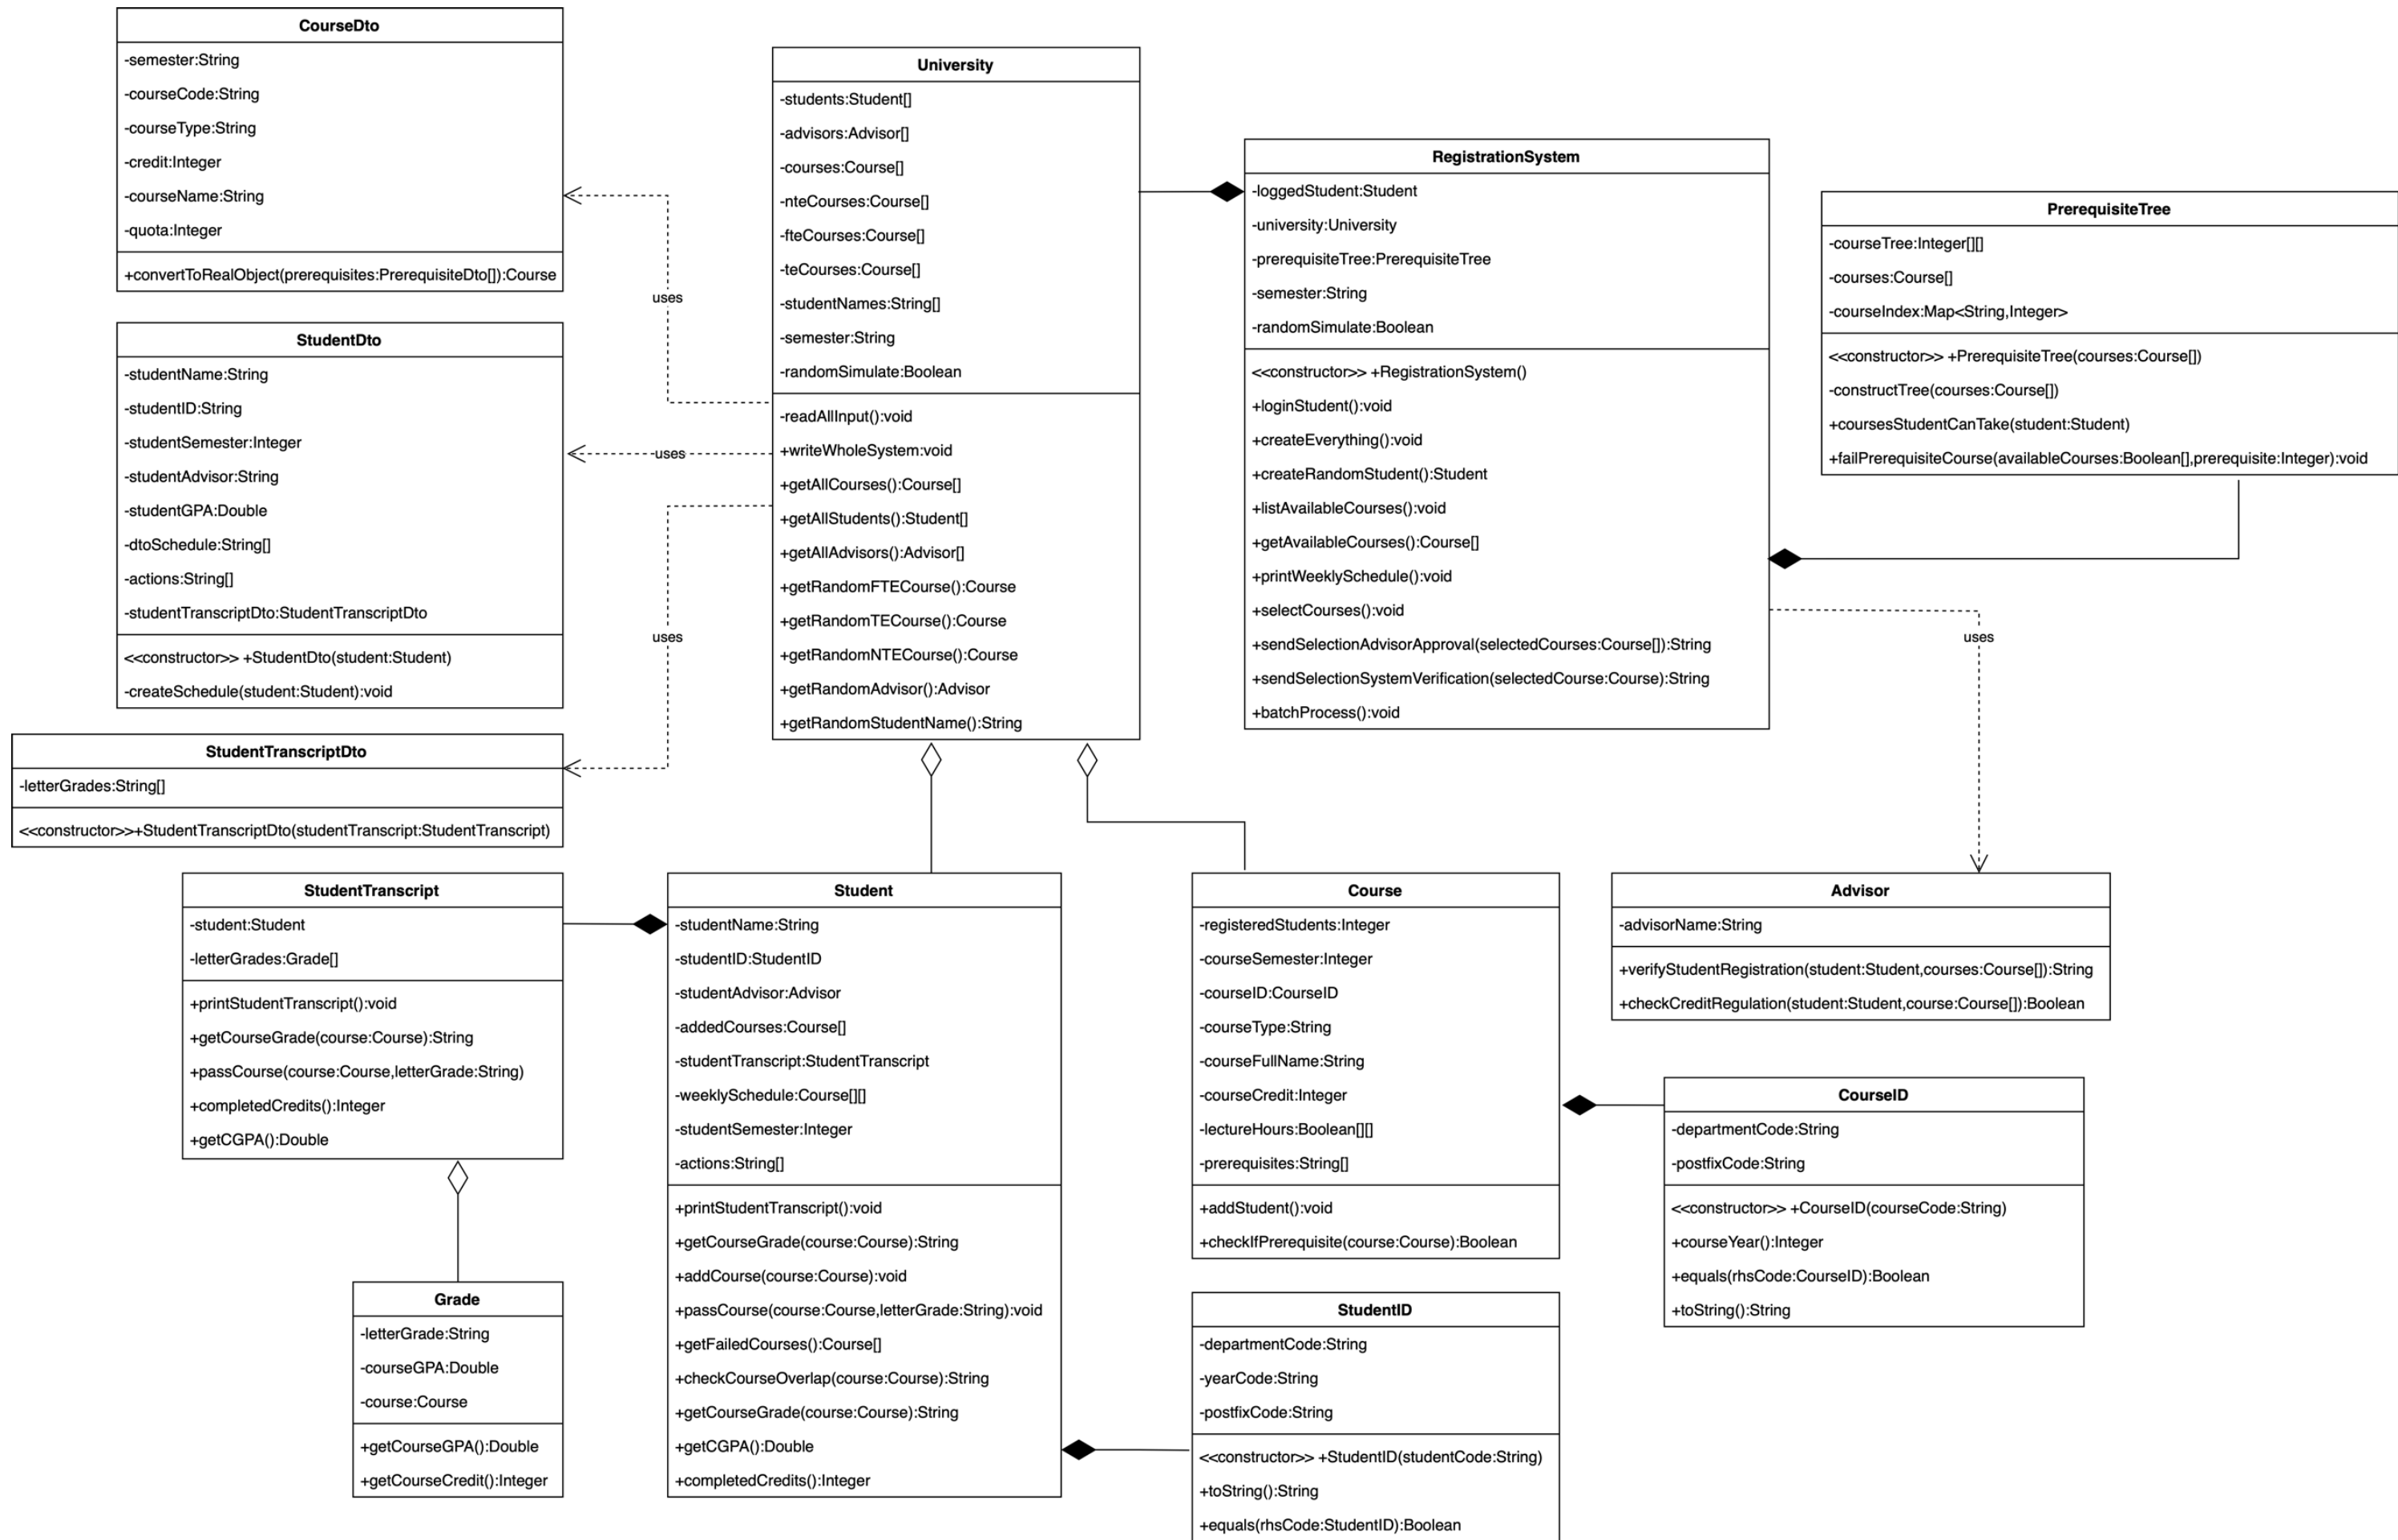 CourseDto
-semester:String
-courseCode:String
-courseType:String
-credit:Integer
-courseName:String
-quota:Integer
+convertToRealObject(prerequisites:PrerequisiteDto[]):Course
StudentDto
-studentName:String
-studentID:String
-studentSemester:Integer
-studentAdvisor:String
-studentGPA:Double
-dtoSchedule:String[]
-actions:String[]
-studentTranscriptDto:StudentTranscriptDto
<<constructor>> +StudentDto(student:Student)
-createSchedule(student:Student):void
StudentTranscriptDto
-letterGrades:String[]
<<constructor>>+StudentTranscriptDto(studentTranscript:StudentTranscript)
uses
uses
uses
University
-students:Student[]
-advisors:Advisor[]
-courses:Course[]
-nteCourses:Course[]
-fteCourses:Course[]
-teCourses:Course[]
-studentNames:String[]
-semester:String
-randomSimulate:Boolean
-readAllInput():void
+writeWholeSystem:void
+getAllCourses():Course[]
+getAllStudents():Student[]
+getAllAdvisors():Advisor[]
+getRandomFTECourse():Course
+getRandomTECourse():Course
+getRandomNTECourse():Course
+getRandomAdvisor():Advisor
+getRandomStudentName():String
RegistrationSystem
-loggedStudent:Student
-university:University
-prerequisiteTree:PrerequisiteTree
-semester:String
-randomSimulate:Boolean
<<constructor>> +RegistrationSystem()
+loginStudent():void
+createEverything():void
+createRandomStudent():Student
+listAvailableCourses():void
+getAvailableCourses():Course[]
+printWeeklySchedule():void
+selectCourses():void
+sendSelectionAdvisorApproval(selectedCourses:Course[]):String
+sendSelectionSystemVerification(selectedCourse:Course):String
+batchProcess():void
PrerequisiteTree
-courseTree:Integer[][]
-courses:Course[]
-courseIndex:Map<String,Integer>
<<constructor>> +PrerequisiteTree(courses:Course[])
-constructTree(courses:Course[])
+coursesStudentCanTake(student:Student)
+failPrerequisiteCourse(availableCourses:Boolean[],prerequisite:Integer):void
uses
StudentTranscript
-student:Student
-letterGrades:Grade[]
+printStudentTranscript():void
+getCourseGrade(course:Course):String
+passCourse(course:Course,letterGrade:String)
+completedCredits():Integer
+getCGPA():Double
Grade
-letterGrade:String
-courseGPA:Double
-course:Course
+getCourseGPA():Double
+getCourseCredit():Integer
Student
-studentName:String
-studentID:StudentID
-studentAdvisor:Advisor
-addedCourses:Course[]
-studentTranscript:StudentTranscript
-weeklySchedule:Course[][]
-studentSemester:Integer
-actions:String[]
+printStudentTranscript():void
+getCourseGrade(course:Course):String
+addCourse(course:Course):void
+passCourse(course:Course,letterGrade:String):void
+getFailedCourses():Course[]
+checkCourseOverlap(course:Course):String
+getCourseGrade(course:Course):String
+getCGPA():Double
+completedCredits():Integer
Course
-registeredStudents:Integer
-courseSemester:Integer
-courseID:CourseID
-courseType:String
-courseFullName:String
-courseCredit:Integer
-lectureHours:Boolean[][]
-prerequisites:String[]
+addStudent():void
+checkIfPrerequisite(course:Course):Boolean
StudentID
-departmentCode:String
-yearCode:String
-postfixCode:String
<<constructor>> +StudentID(studentCode:String)
+toString():String
+equals(rhsCode:StudentID):Boolean
Advisor
-advisorName:String
+verifyStudentRegistration(student:Student,courses:Course[]):String
+checkCreditRegulation(student:Student,course:Course[]):Boolean
CourseID
-departmentCode:String
-postfixCode:String
<<constructor>> +CourseID(courseCode:String)
+courseYear():Integer
+equals(rhsCode:CourseID):Boolean
+toString():String